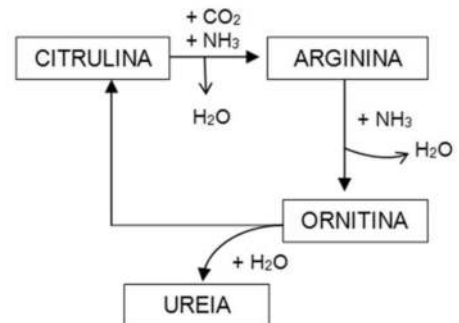 + CO₂
+ NH₃
CITRULINA
ARGININA
H₂O
+ NH₃
H₂O
ORNITINA
+ H₂O
UREIA